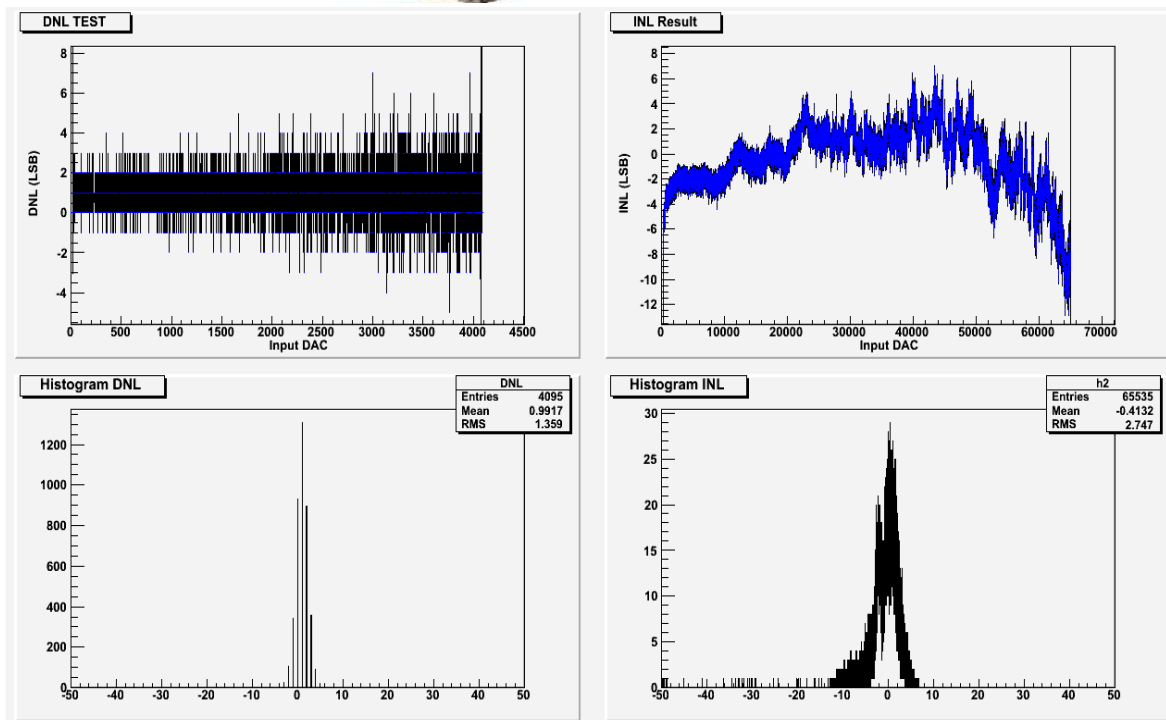 DNL TEST
DNL (LSB)
8
6
4
2
0
-2
-4
0 500 1000 1500 2000 2500 3000 3500 4000 4500
Input DAC
INL Result
INL (LSB)
8
6
4
2
0
-2
-4
-6
-8
-10
-12
0 10000 20000 30000 40000 50000 60000 70000
Input DAC
Histogram DNL
DNL
Entries 4095
Mean 0.9917
RMS 1.359
1200
1000
800
600
400
200
0
-50 -40 -30 -20 -10 0 10 20 30 40 50
Histogram INL
h2
Entries 65535
Mean -0.4132
RMS 2.747
30
25
20
15
10
5
0
-50 -40 -30 -20 -10 0 10 20 30 40 50